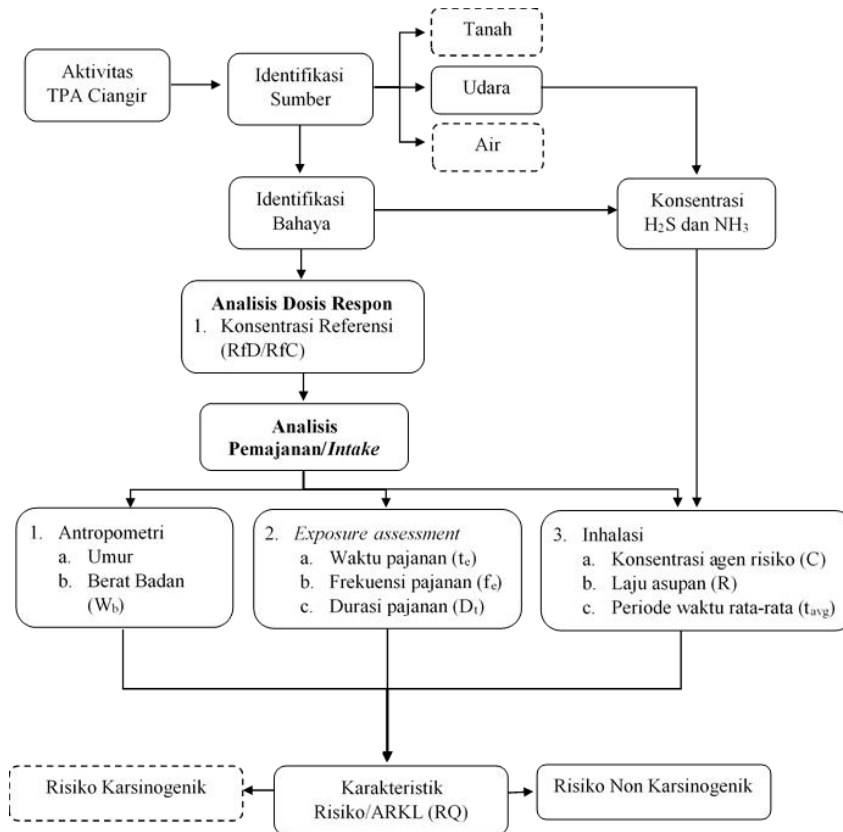 Tanah
Aktivitas
TPA Ciangir
Identifikasi
Sumber
Udara
Air
Identifikasi
Bahaya
Konsentrasi
H₂S dan NH₃
Analisis Dosis Respon
1. Konsentrasi Referensi
(RfD/RfC)
Analisis
Pemajanan/Intake
1. Antropometri
a. Umur
b. Berat Badan
(Wb)
2. Exposure assessment
a. Waktu pajanan (tₑ)
b. Frekuensi pajanan (fₑ)
c. Durasi pajanan (Dₜ)
3. Inhalasi
a. Konsentrasi agen risiko (C)
b. Laju asupan (R)
c. Periode waktu rata-rata (tavg)
Risiko Karsinogenik
Karakteristik
Risiko/ARKL (RQ)
Risiko Non Karsinogenik